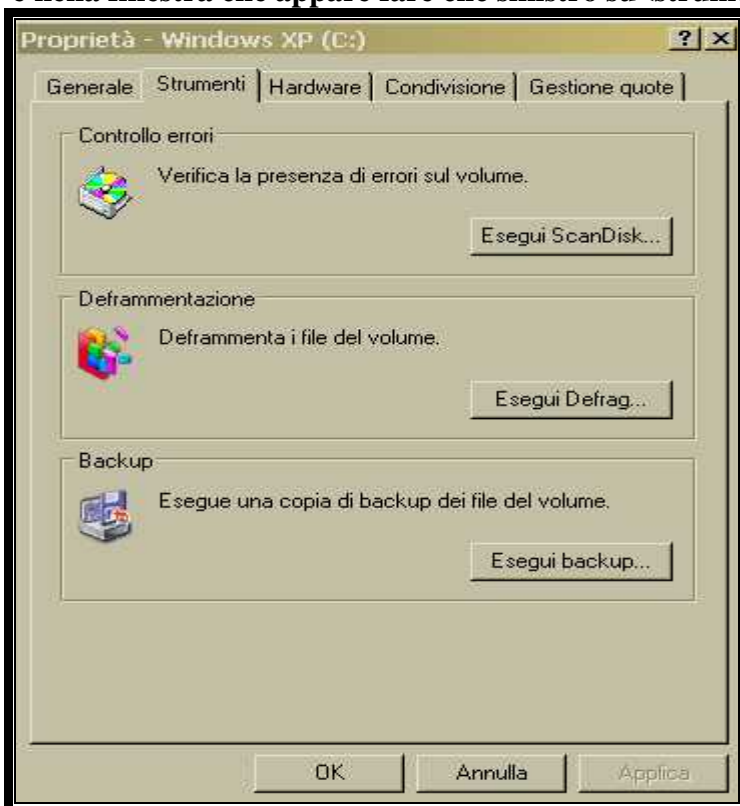 Proprietà - Windows XP (C:)
Generale Strumenti Hardware Condivisione Gestione quote
Controllo errori
Verifica la presenza di errori sul volume.
Esegui ScanDisk...
Deframmentazione
Deframmenta i file del volume.
Esegui Defrag...
Backup
Esegue una copia di backup dei file del volume.
Esegui backup...
OK Annulla Applica